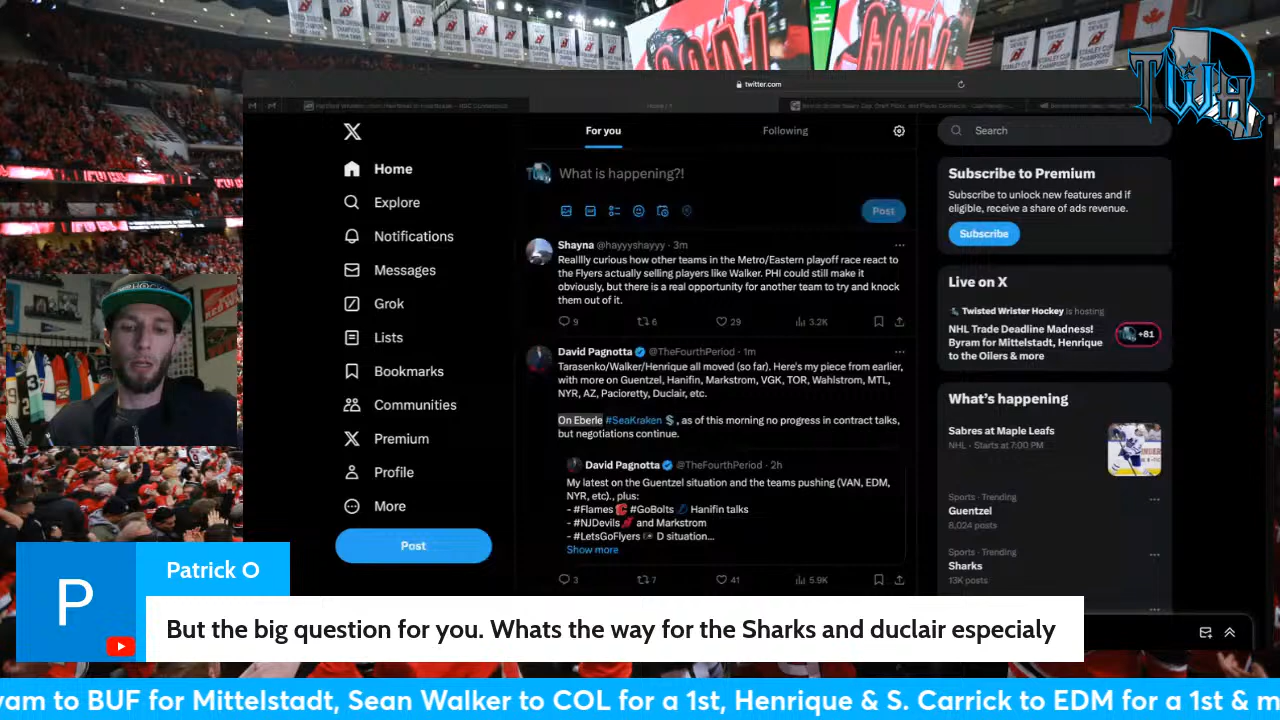 GOAL
GOAL
twitter.com
TWH
For you
Following
Search
Home
Explore
Notifications
Messages
Grok
Lists
Bookmarks
Communities
Premium
Profile
More
Post
What is happening?!
Post
Shayna @hayyyshayyy · 3m
Realllly curious how other teams in the Metro/Eastern playoff race react
to the Flyers actually selling players like Walker. PHI could still make it
obviously, but there is a real opportunity for another team to try and knock
them out of it.
9 6 29 3.2K
David Pagnotta @TheFourthPeriod · 1m
Tarasenko/Walker/Henrique all moved (so far). Here's my piece from earlier,
with more on Guentzel, Hanifin, Markstrom, VGK, TOR, Wahlstrom, MTL,
NYR, AZ, Pacioretty, Duclair, etc.
On Eberle #SeaKraken, as of this morning no progress in contract talks,
but negotiations continue.
David Pagnotta @TheFourthPeriod · 2h
My latest on the Guentzel situation and the teams pushing (VAN, EDM,
NYR, etc)., plus:
- #Flames #GoBolts Hanifin talks
- #NJDevils and Markstrom
- #LetsGoFlyers D situation...
Show more
3 7 41 5.9K
Subscribe to Premium
Subscribe to unlock new features and if
eligible, receive a share of ads revenue.
Subscribe
Live on X
Twisted Wrister Hockey is hosting
NHL Trade Deadline Madness!
Byram for Mittelstadt, Henrique
to the Oilers & more
+81
What's happening
Sabres at Maple Leafs
NHL · Starts at 7:00 PM
Sports · Trending
Guentzel
8,024 posts
Sports · Trending
Sharks
13K posts
P
Patrick O
But the big question for you. Whats the way for the Sharks and duclair especialy
yam to BUF for Mittelstadt, Sean Walker to COL for a 1st, Henrique & S. Carrick to EDM for a 1st & m